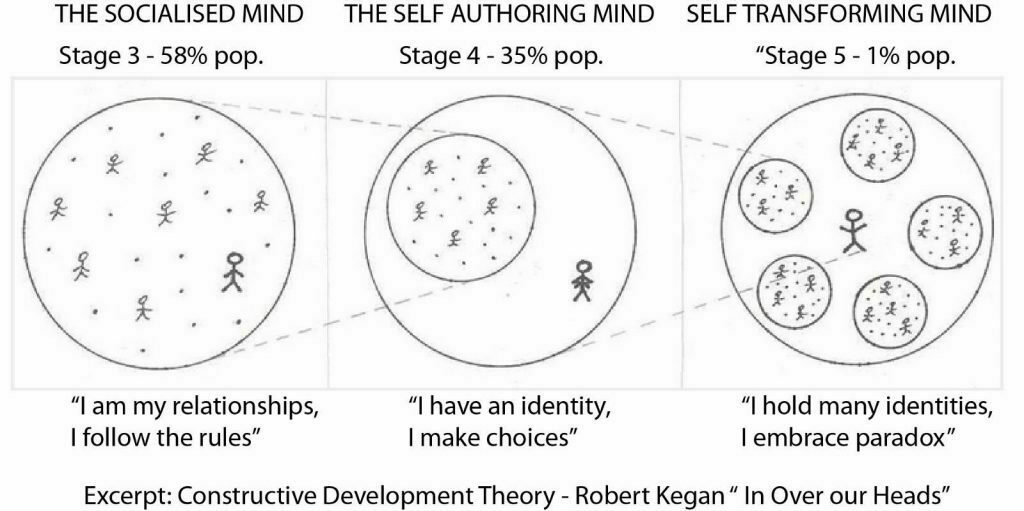 THE SOCIALISED MIND
Stage 3 - 58% pop.
THE SELF AUTHORING MIND
Stage 4 - 35% pop.
SELF TRANSFORMING MIND
“Stage 5 - 1% pop.
“I am my relationships,
I follow the rules”
“I have an identity,
I make choices”
“I hold many identities,
I embrace paradox”
Excerpt: Constructive Development Theory - Robert Kegan “ In Over our Heads”